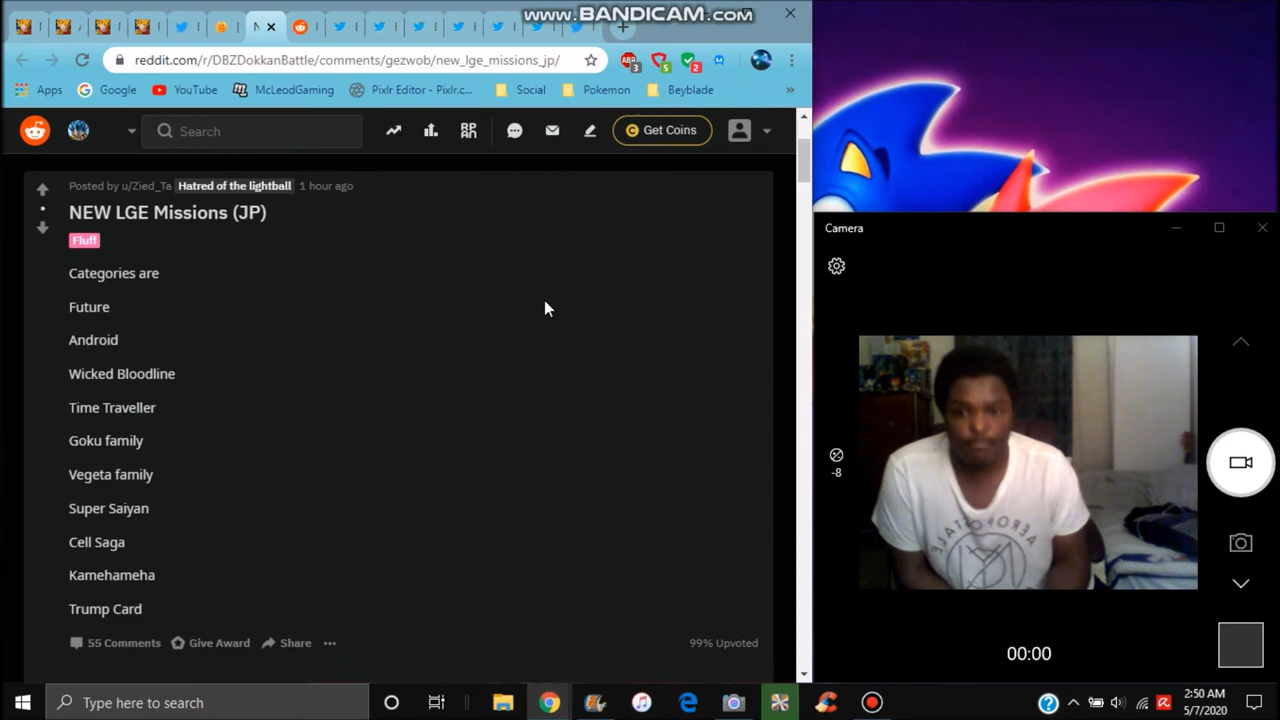 www.BANDICAM.com
reddit.com/r/DBZDokkanBattle/comments/gezwob/new_lge_missions_jp/
3
5
2
Apps
Google
YouTube
McLeodGaming
Pixlr Editor - Pixlr.c...
Social
Pokemon
Beyblade
Search
Get Coins
Posted by u/Zied_Ta Hatred of the lightball 1 hour ago
NEW LGE Missions (JP)
Fluff
Categories are
Future
Android
Wicked Bloodline
Time Traveller
Goku family
Vegeta family
Super Saiyan
Cell Saga
Kamehameha
Trump Card
55 Comments Give Award Share ...
99% Upvoted
Camera
-8
00:00
Type here to search
2:50 AM
5/7/2020